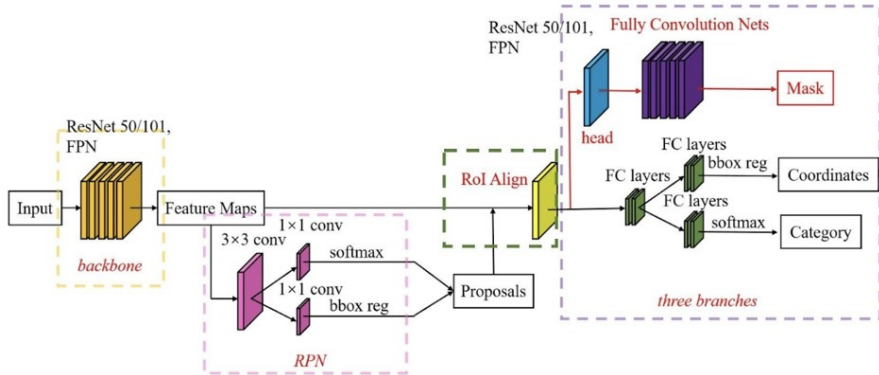 ResNet 50/101,
FPN
Fully Convolution Nets
Mask
head
ResNet 50/101,
FPN
RoI Align
FC layers
bbox reg
FC layers
Coordinates
Input
Feature Maps
FC layers
softmax
Category
backbone
3×3 conv
1×1 conv
softmax
1×1 conv
bbox reg
Proposals
three branches
RPN